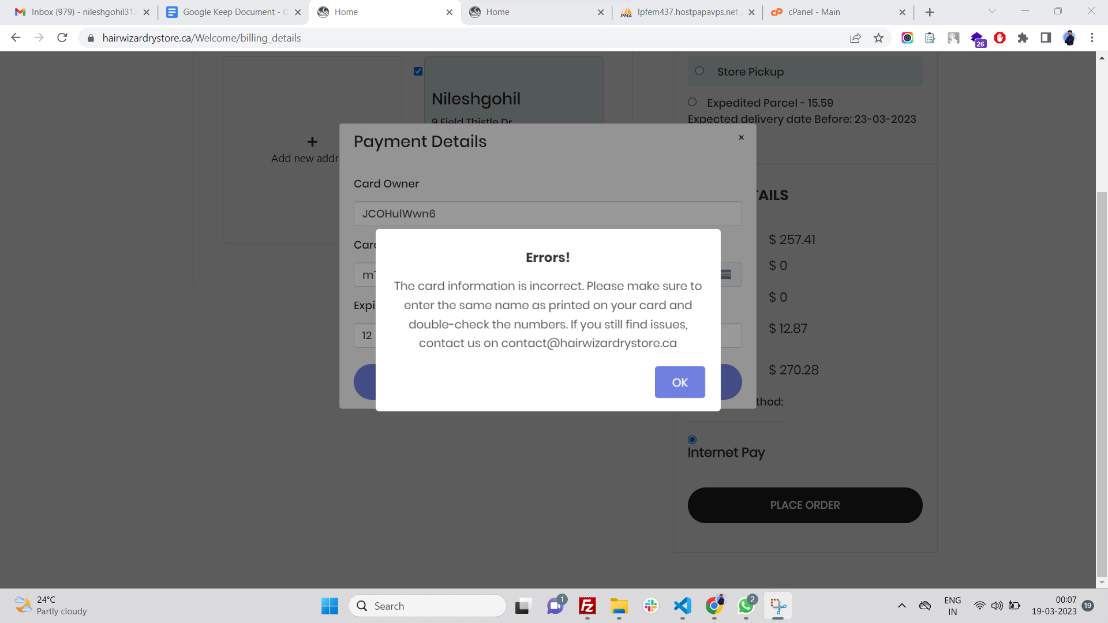 Inbox (979) - nileshgohil31
Google Keep Document - G
Home
Home
lpfem437.hostpapavps.net
cPanel - Main
hairwizardrystore.ca/Welcome/billing_details
26
Nileshgohil
9 Field Thistle Dr
+
Add new addr
Store Pickup
Expedited Parcel - 15.59
Expected delivery date Before: 23-03-2023
Payment Details
×
Card Owner
JCOHulWwn6
Card
Expi
12
Errors!
The card information is incorrect. Please make sure to
enter the same name as printed on your card and
double-check the numbers. If you still find issues,
contact us on contact@hairwizardrystore.ca
OK
AILS
$ 257.41
$ 0
$ 0
$ 12.87
$ 270.28
thod:
Internet Pay
PLACE ORDER
24°C
Partly cloudy
Search
1
2
ENG
IN
00:07
19-03-2023
19